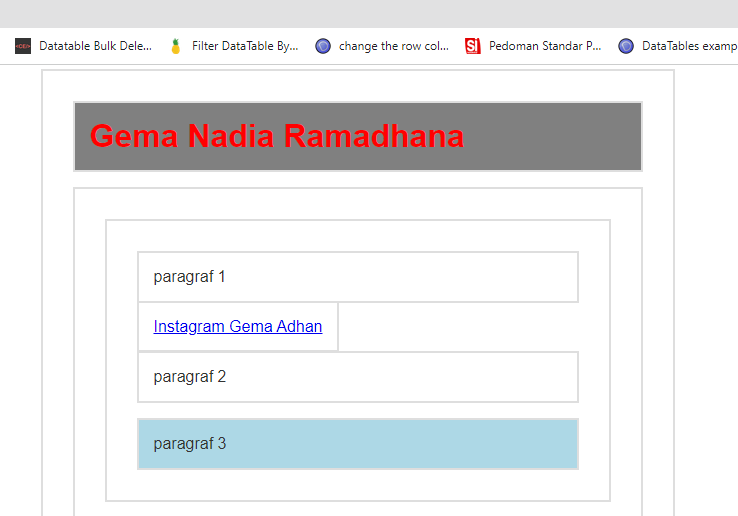 Datatable Bulk Dele... Filter DataTable By... change the row col... Pedoman Standar P... DataTables examp
Gema Nadia Ramadhana
paragraf 1
Instagram Gema Adhan
paragraf 2
paragraf 3